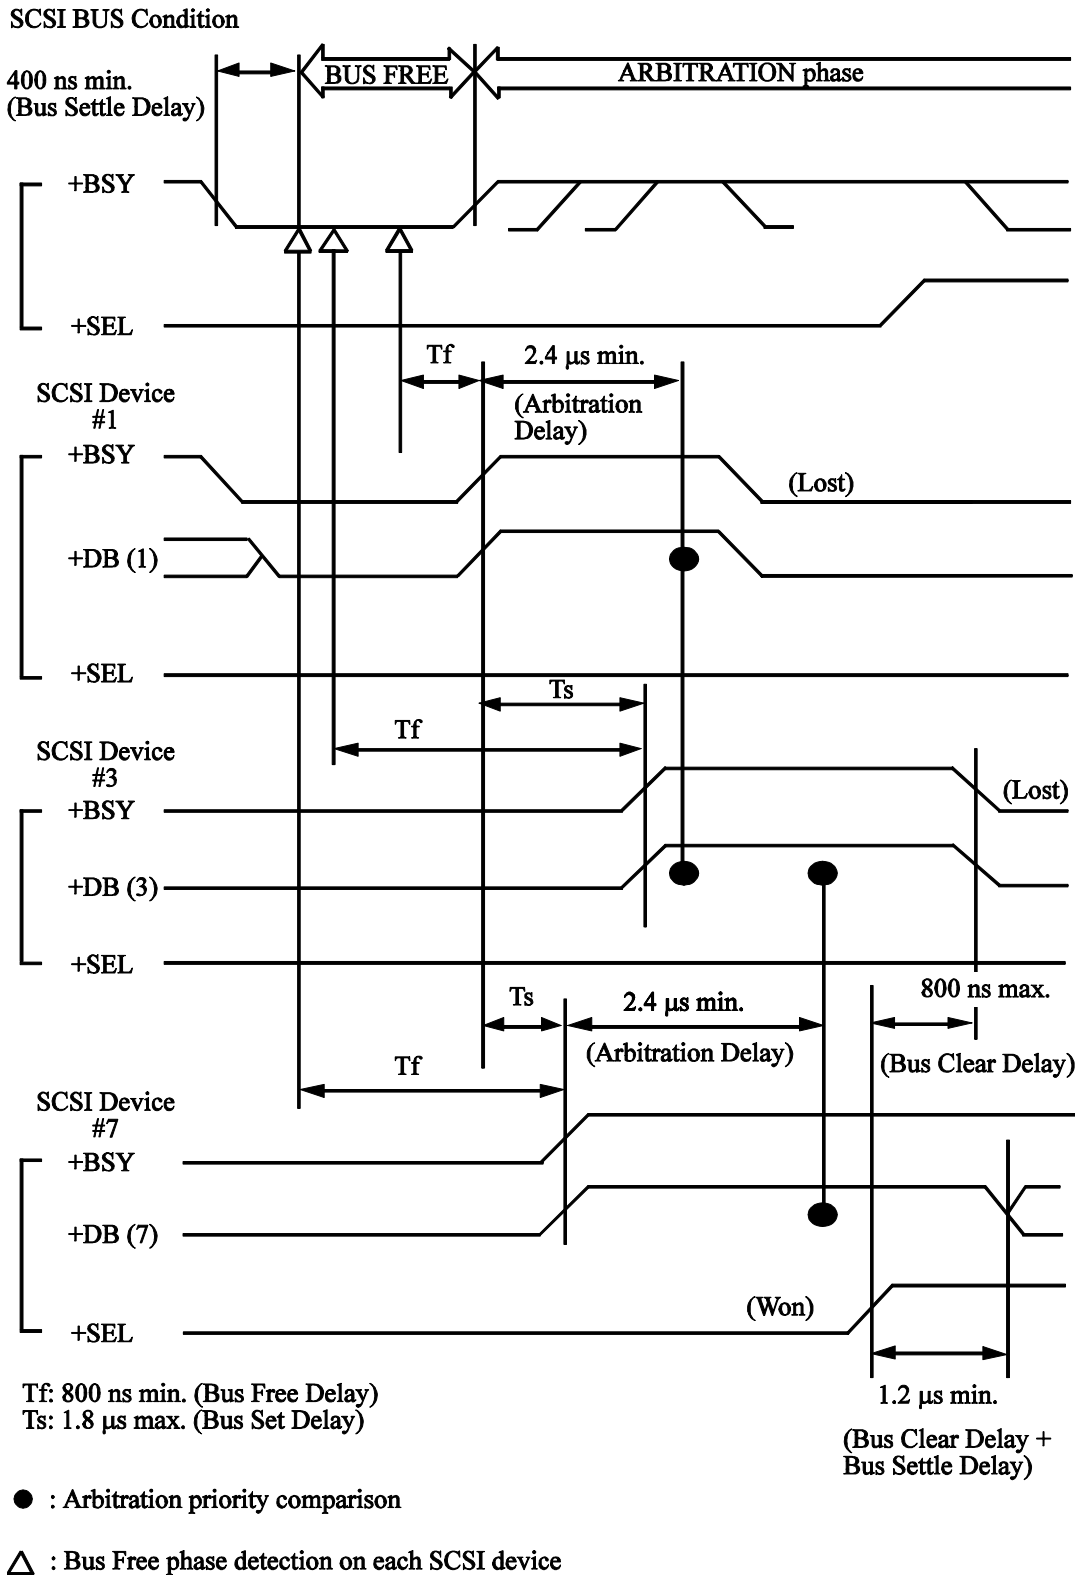 SCSI BUS Condition
400 ns min.
(Bus Settle Delay)
BUS FREE
ARBITRATION phase
+BSY
+SEL
Tf
2.4 µs min.
(Arbitration
Delay)
SCSI Device
#1
+BSY
(Lost)
+DB (1)
+SEL
Ts
Tf
SCSI Device
#3
+BSY
(Lost)
+DB (3)
+SEL
Ts
2.4 µs min.
(Arbitration Delay)
800 ns max.
(Bus Clear Delay)
Tf
SCSI Device
#7
+BSY
+DB (7)
(Won)
+SEL
Tf: 800 ns min. (Bus Free Delay)
Ts: 1.8 µs max. (Bus Set Delay)
1.2 µs min.
(Bus Clear Delay +
Bus Settle Delay)
: Arbitration priority comparison
: Bus Free phase detection on each SCSI device